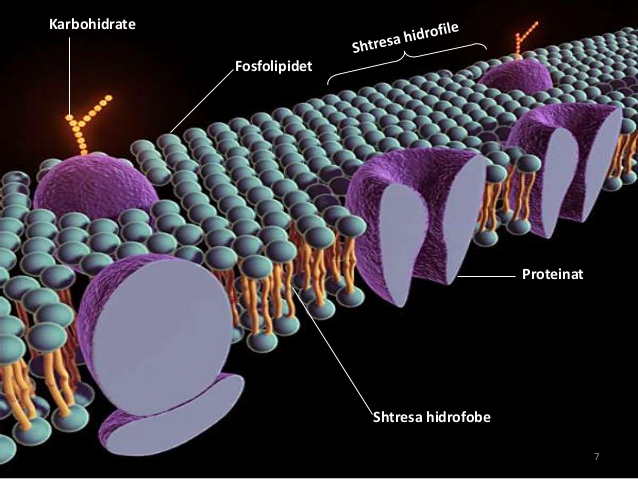 Karbohidrate
Shtresa hidrofile
Fosfolipidet
Proteinat
Shtresa hidrofobe
7